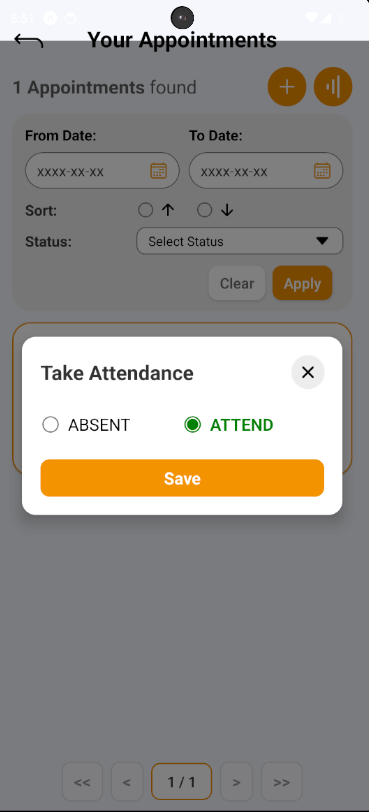 Your Appointments
1 Appointments found
From Date: To Date:
xxxx-xx-xx xxxx-xx-xx
Sort:
Status: Select Status
Clear Apply
Take Attendance
ABSENT ATTEND
Save
<< < 1 / 1 > >>